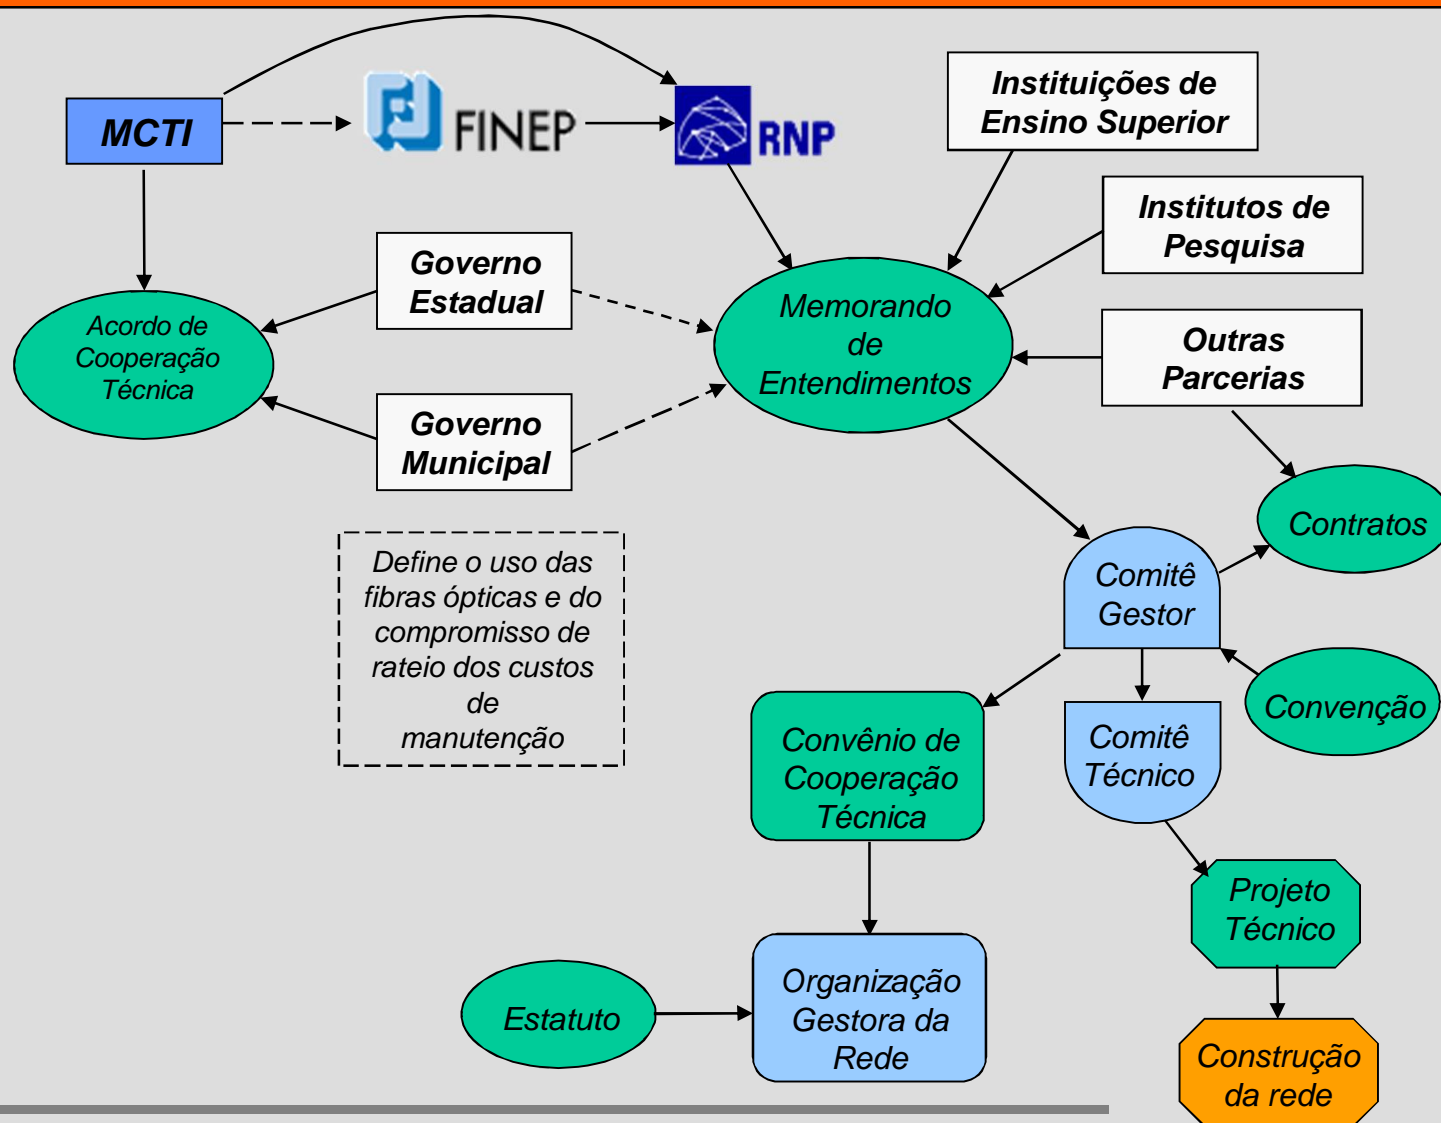 MCTI
FINEP
RNP
Instituições de
Ensino Superior
Institutos de
Pesquisa
Governo
Estadual
Acordo de
Cooperação
Técnica
Memorando
de
Entendimentos
Outras
Parcerias
Governo
Municipal
Contratos
Define o uso das
fibras ópticas e do
compromisso de
rateio dos custos
de
manutenção
Comitê
Gestor
Convenção
Convênio de
Cooperação
Técnica
Comitê
Técnico
Projeto
Técnico
Estatuto
Organização
Gestora da
Rede
Construção
da rede